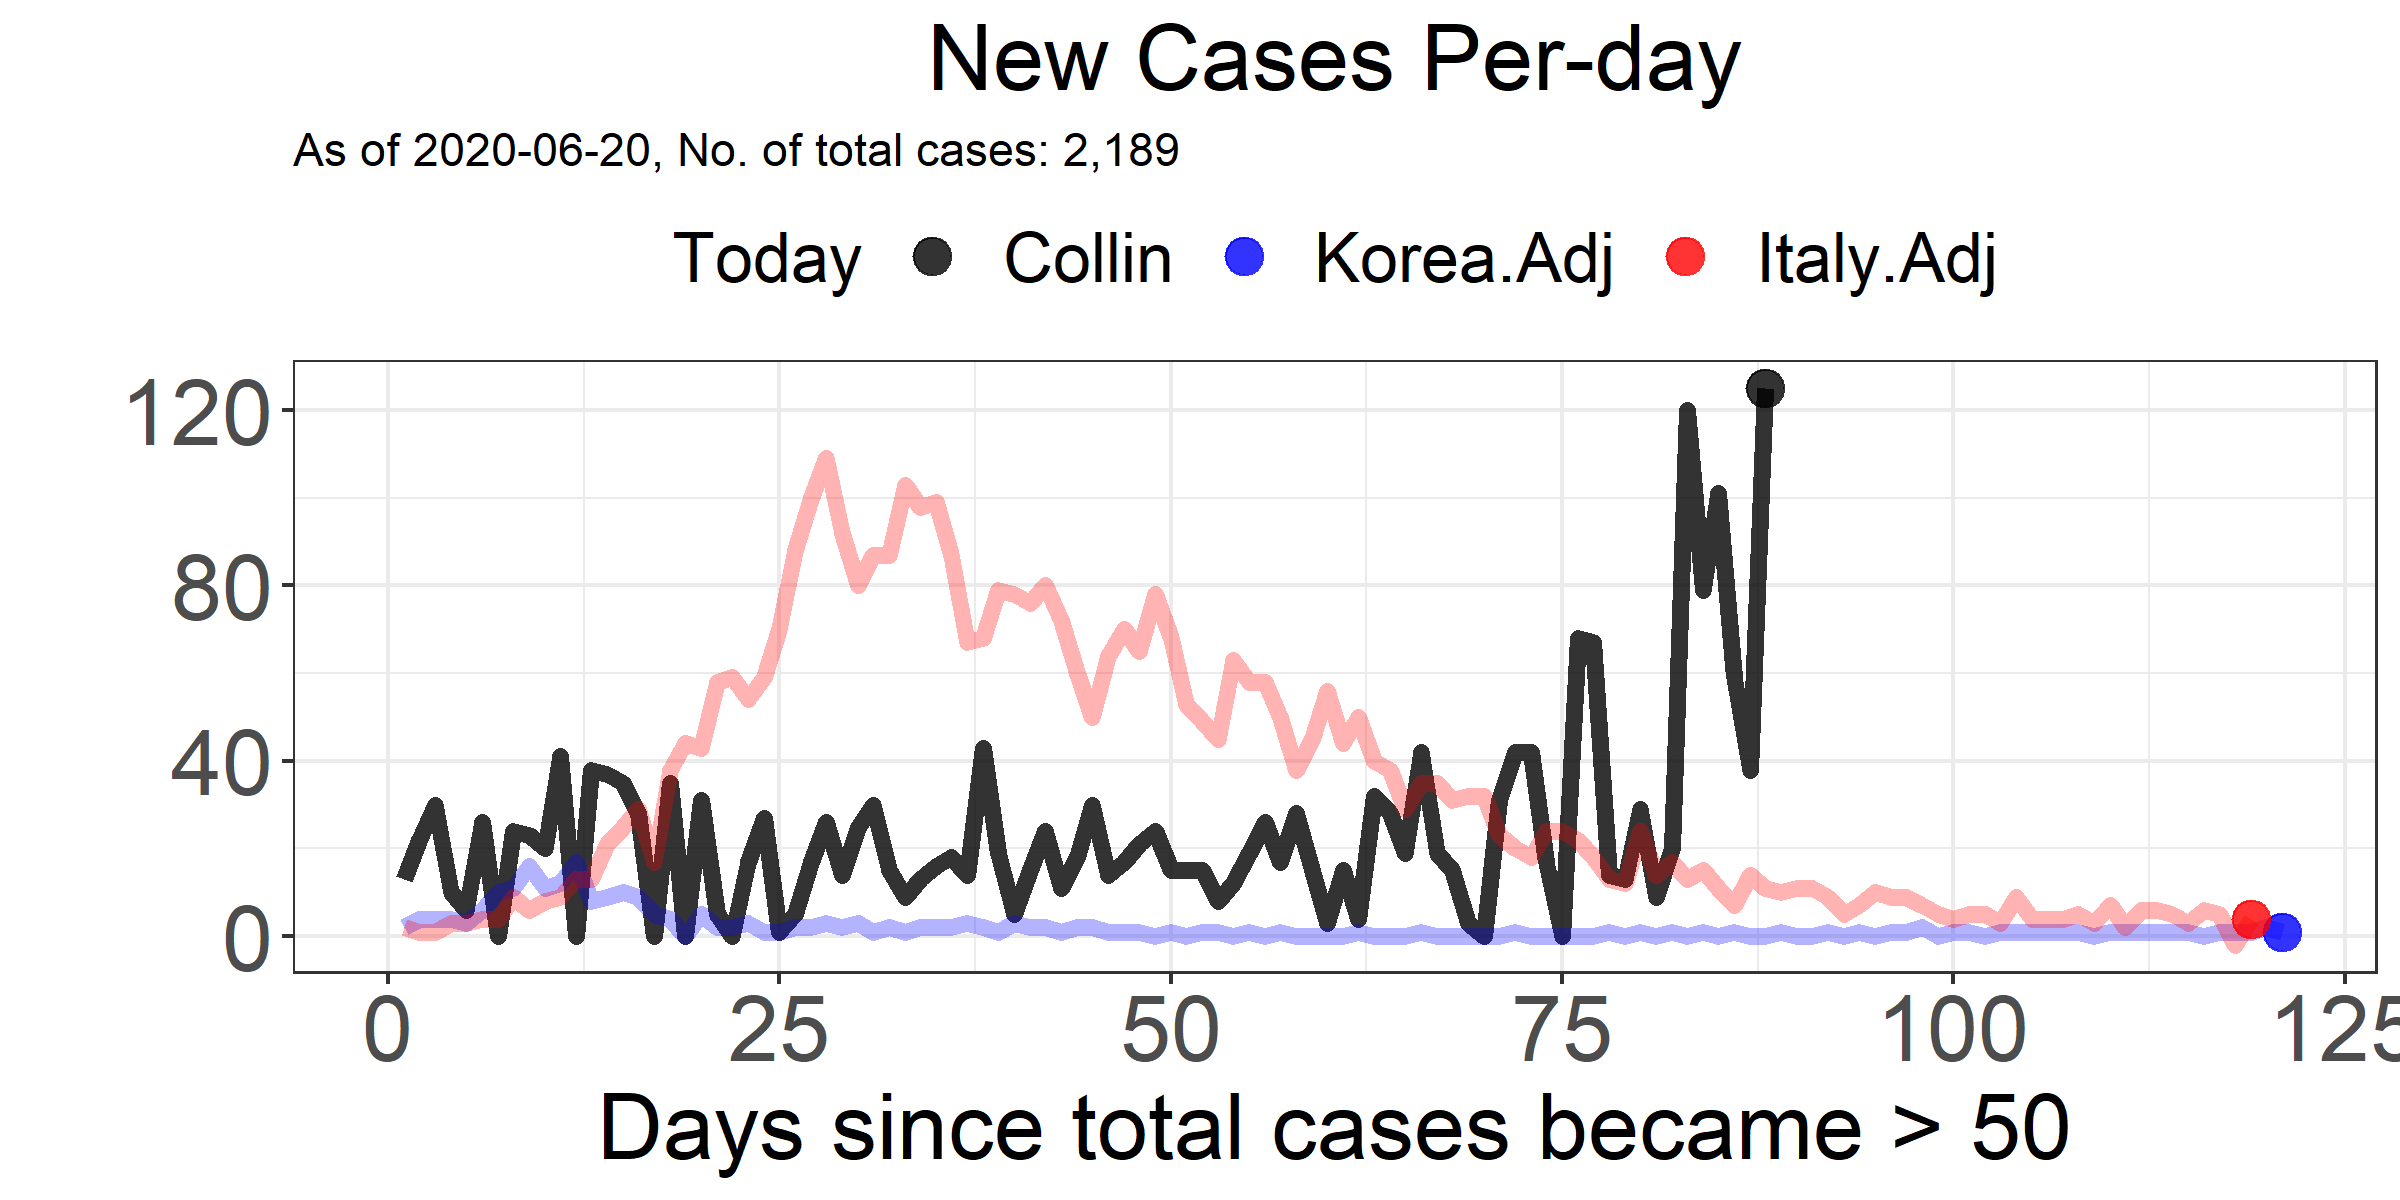 New Cases Per-day
As of 2020-06-20, No. of total cases: 2,189
Today Collin Korea.Adj Italy.Adj
120
80
40
0
0 25 50 75 100 125
Days since total cases became > 50